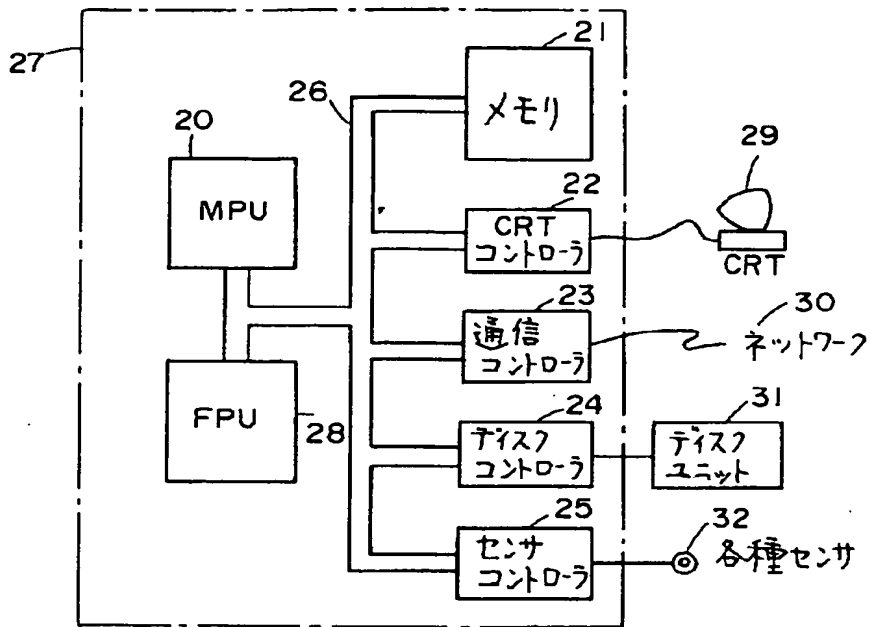 27
20
MPU
FPU
28
26
21
メモリ
22
CRT
コントローラ
29
CRT
23
通信
コントローラ
30
ネットワーク
24
ディスク
コントローラ
31
ディスク
ユニット
25
センサ
コントローラ
32
各種センサ